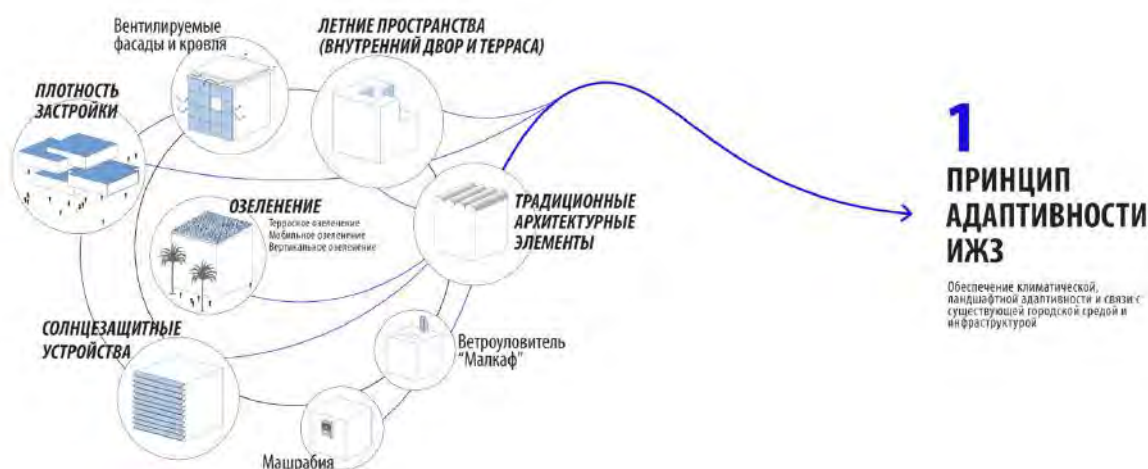 Вентилируемые
фасады и кровля
ЛЕТНИЕ ПРОСТРАНСТВА
(ВНУТРЕННИЙ ДВОР И ТЕРРАСА)
ПЛОТНОСТЬ
ЗАСТРОЙКИ
ОЗЕЛЕНЕНИЕ
Террасное озеленение
Мобильное озеленение
Вертикальное озеленение
ТРАДИЦИОННЫЕ
АРХИТЕКТУРНЫЕ
ЭЛЕМЕНТЫ
СОЛНЦЕЗАЩИТНЫЕ
УСТРОЙСТВА
Ветроуловитель
“Малкаф”
Машрабия
1
ПРИНЦИП
АДАПТИВНОСТИ
ИЖЗ
Обеспечение климатической,
ландшафтной адаптивности и связи с
существующей городской средой и
инфраструктурой